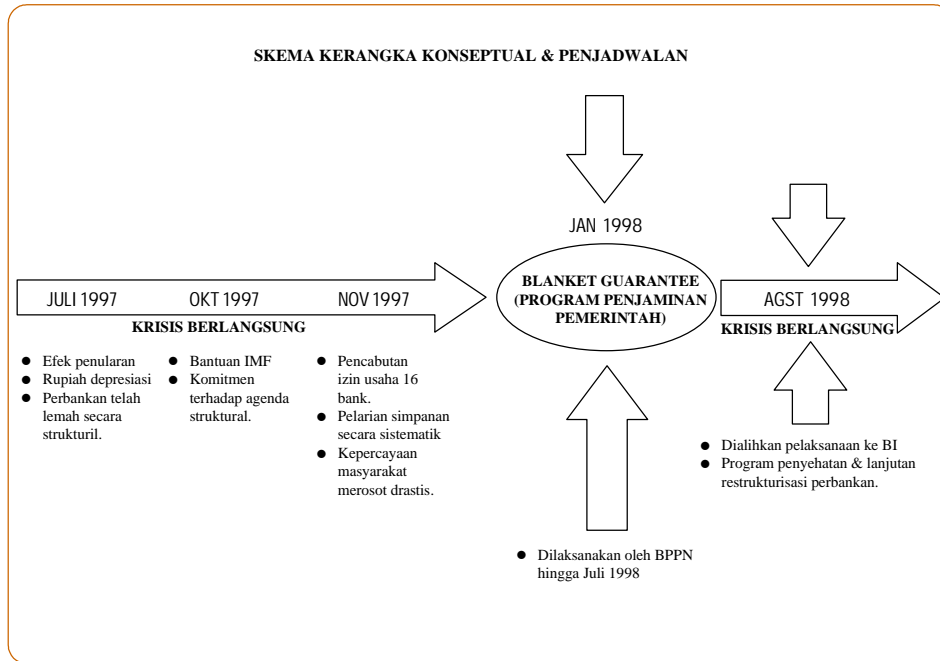 SKEMA KERANGKA KONSEPTUAL & PENJADWALAN
JULI 1997
OKT 1997
NOV 1997
KRISIS BERLANGSUNG
● Efek penularan
● Rupiah depresiasi
● Perbankan telah
lemah secara
strukturil.
● Bantuan IMF
● Komitmen
terhadap agenda
struktural.
● Pencabutan
izin usaha 16
bank.
● Pelarian simpanan
secara sistematik
● Kepercayaan
masyarakat
merosot drastis.
JAN 1998
BLANKET GUARANTEE
(PROGRAM PENJAMINAN
PEMERINTAH)
● Dilaksanakan oleh BPPN
hingga Juli 1998
AGST 1998
KRISIS BERLANGSUNG
● Dialihkan pelaksanaan ke BI
● Program penyehatan & lanjutan
restrukturisasi perbankan.